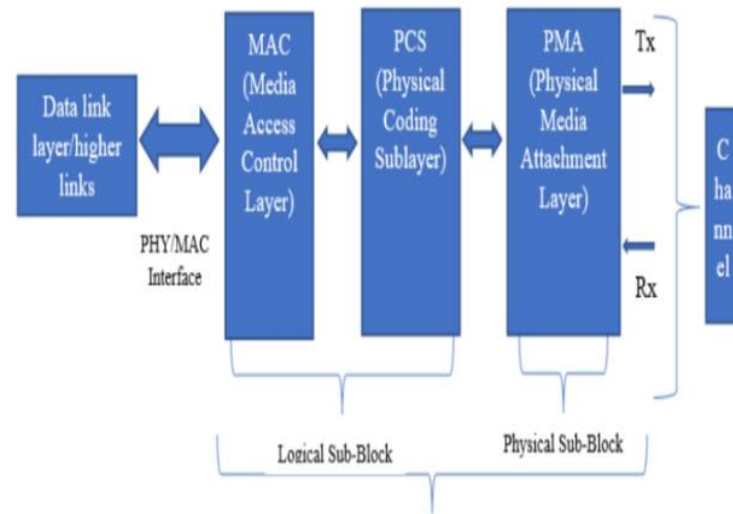 Data link
layer/higher
links
PHY/MAC
Interface
MAC
(Media
Access
Control
Layer)
PCS
(Physical
Coding
Sublayer)
PMA
(Physical
Media
Attachment
Layer)
Tx
Rx
C
ha
nn
el
Logical Sub-Block
Physical Sub-Block